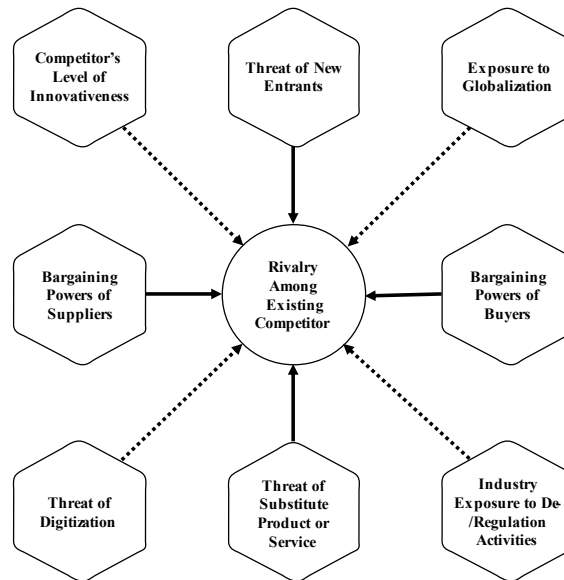 Competitor's
Level of
Innovativeness
Threat of New
Entrants
Exposure to
Globalization
Bargaining
Powers of
Suppliers
Rivalry
Among
Existing
Competitor
Bargaining
Powers of
Buyers
Threat of
Digitization
Threat of
Substitute
Product or
Service
Industry
Exposure to De-
/Regulation
Activities